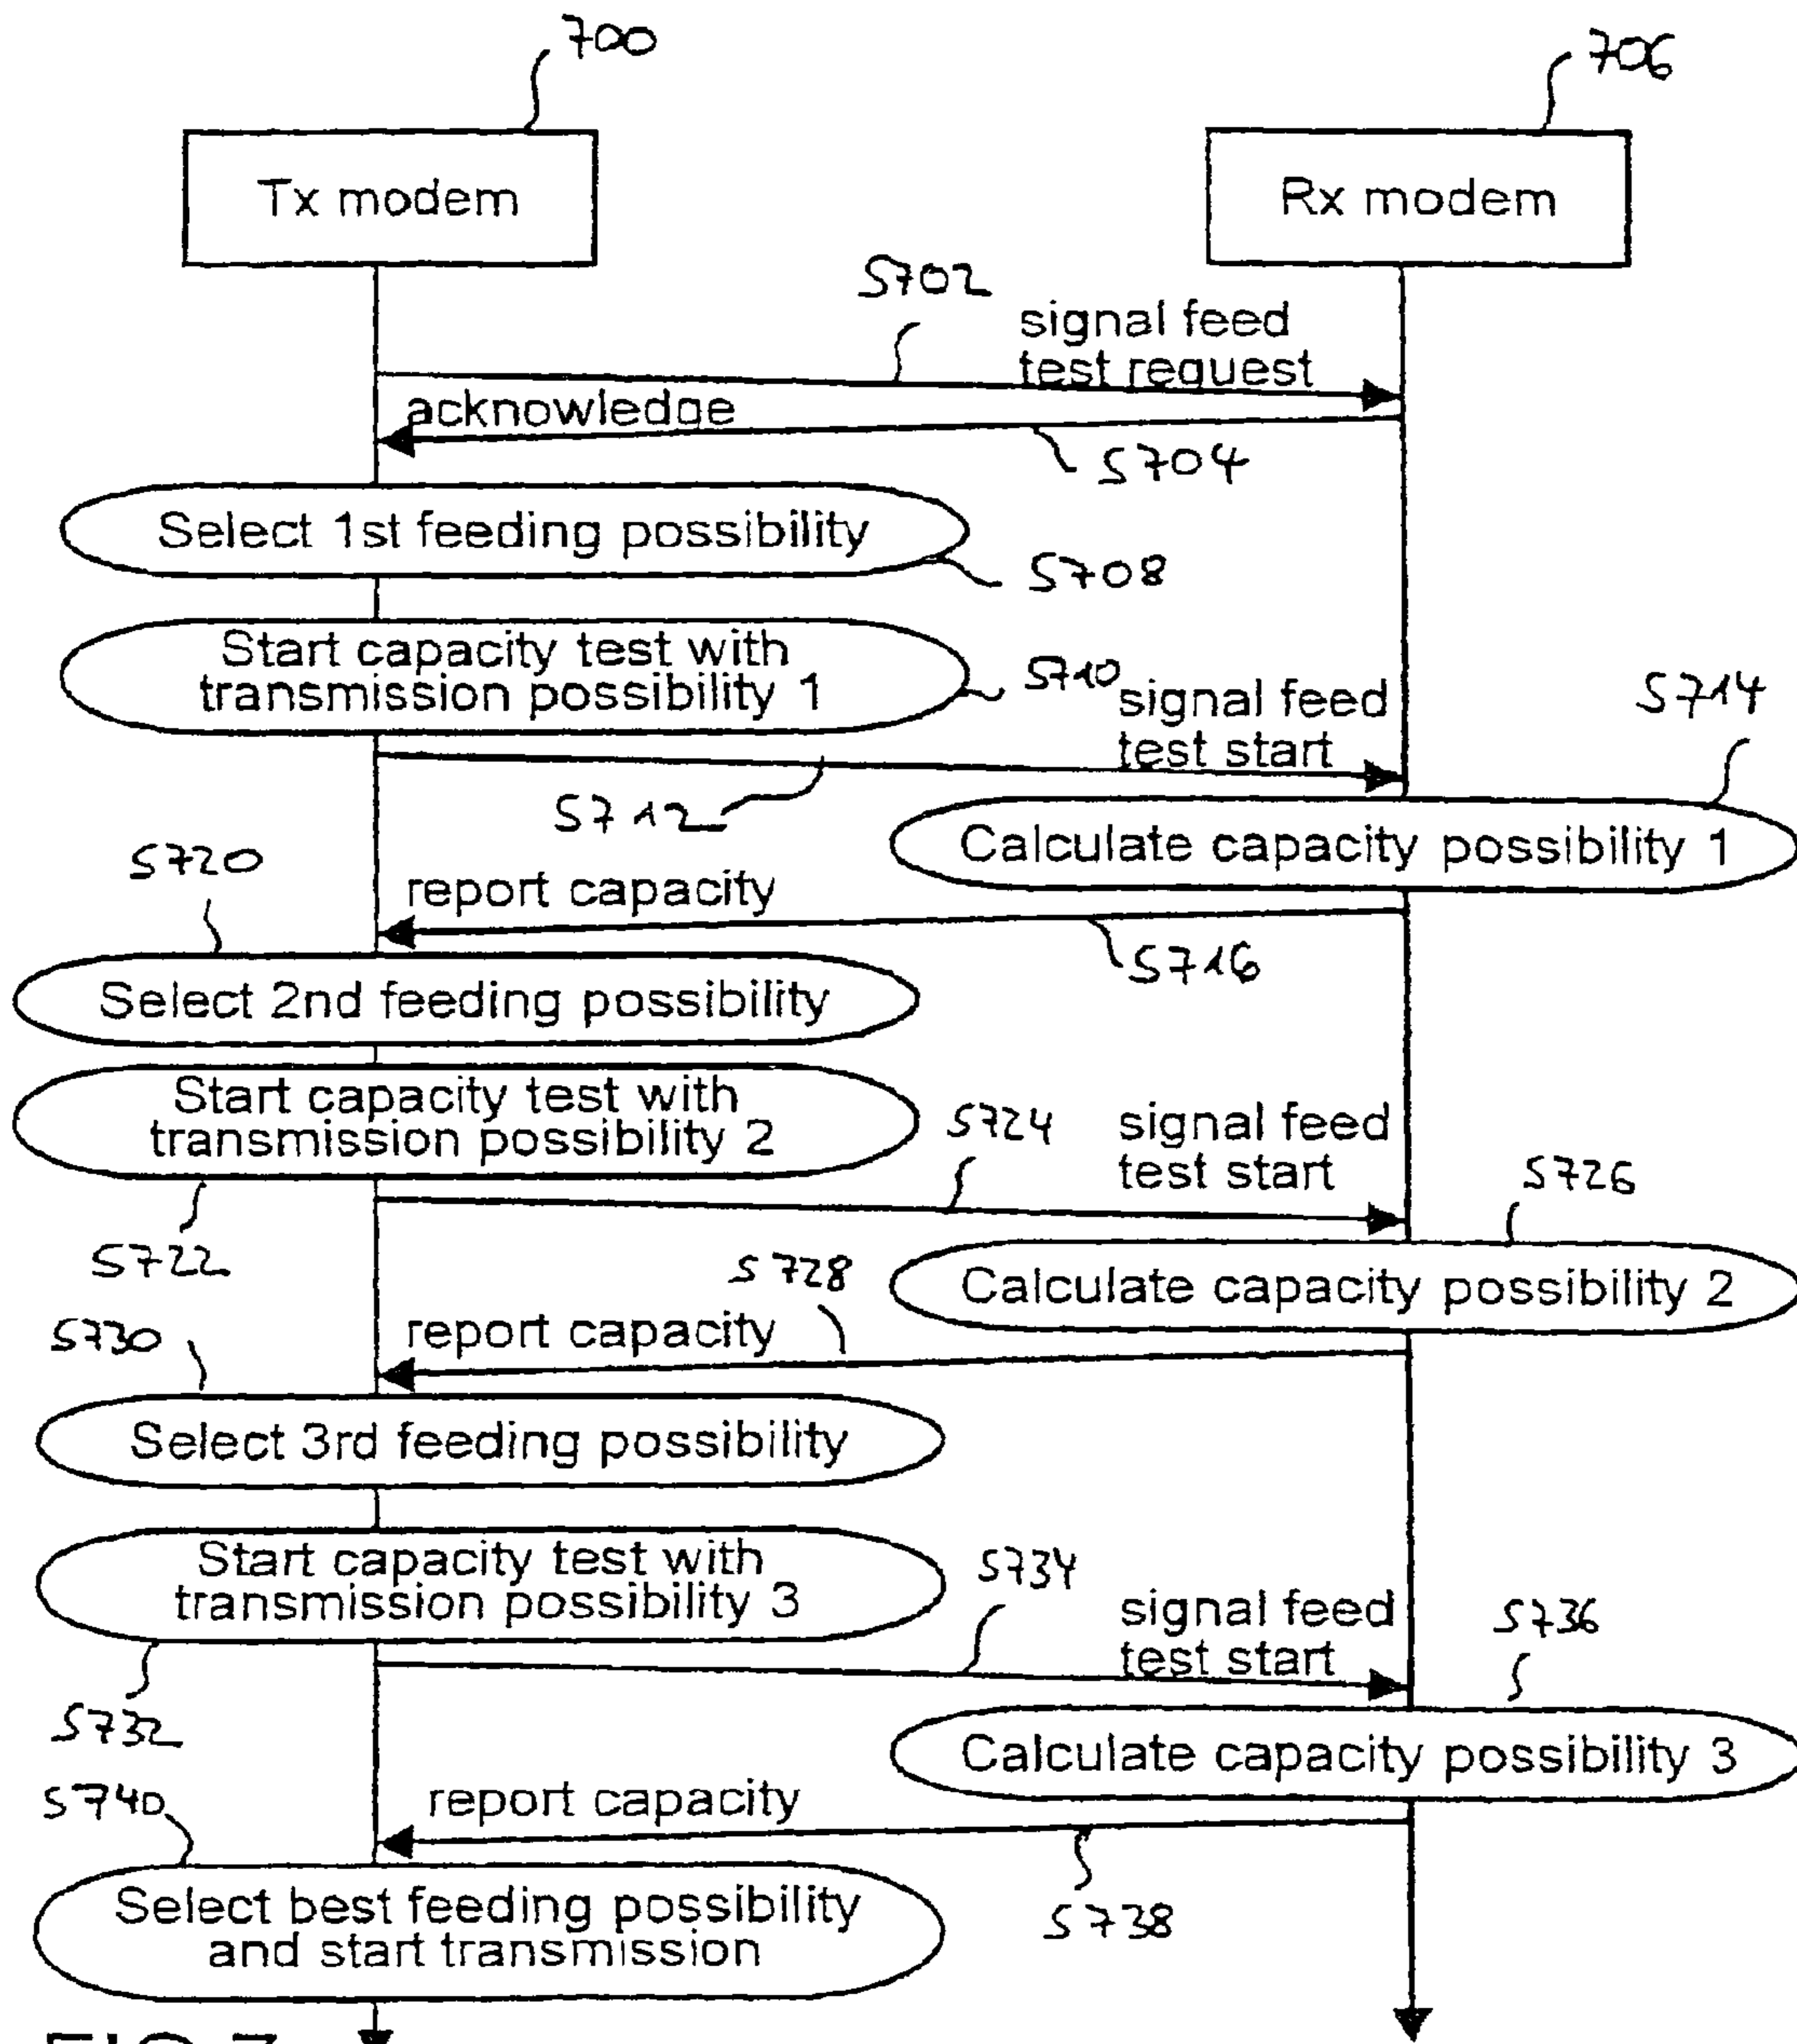 700
706
Tx modem
Rx modem
S702
signal feed
test request
acknowledge
S704
Select 1st feeding possibility
S708
Start capacity test with
transmission possibility 1
S710
signal feed
test start
S714
S712
Calculate capacity possibility 1
S720
report capacity
S716
Select 2nd feeding possibility
Start capacity test with
transmission possibility 2
S724
signal feed
test start
S726
S722
S728
Calculate capacity possibility 2
S730
report capacity
Select 3rd feeding possibility
Start capacity test with
transmission possibility 3
S734
signal feed
test start
S736
S732
Calculate capacity possibility 3
S740
report capacity
S738
Select best feeding possibility
and start transmission
FIG 7